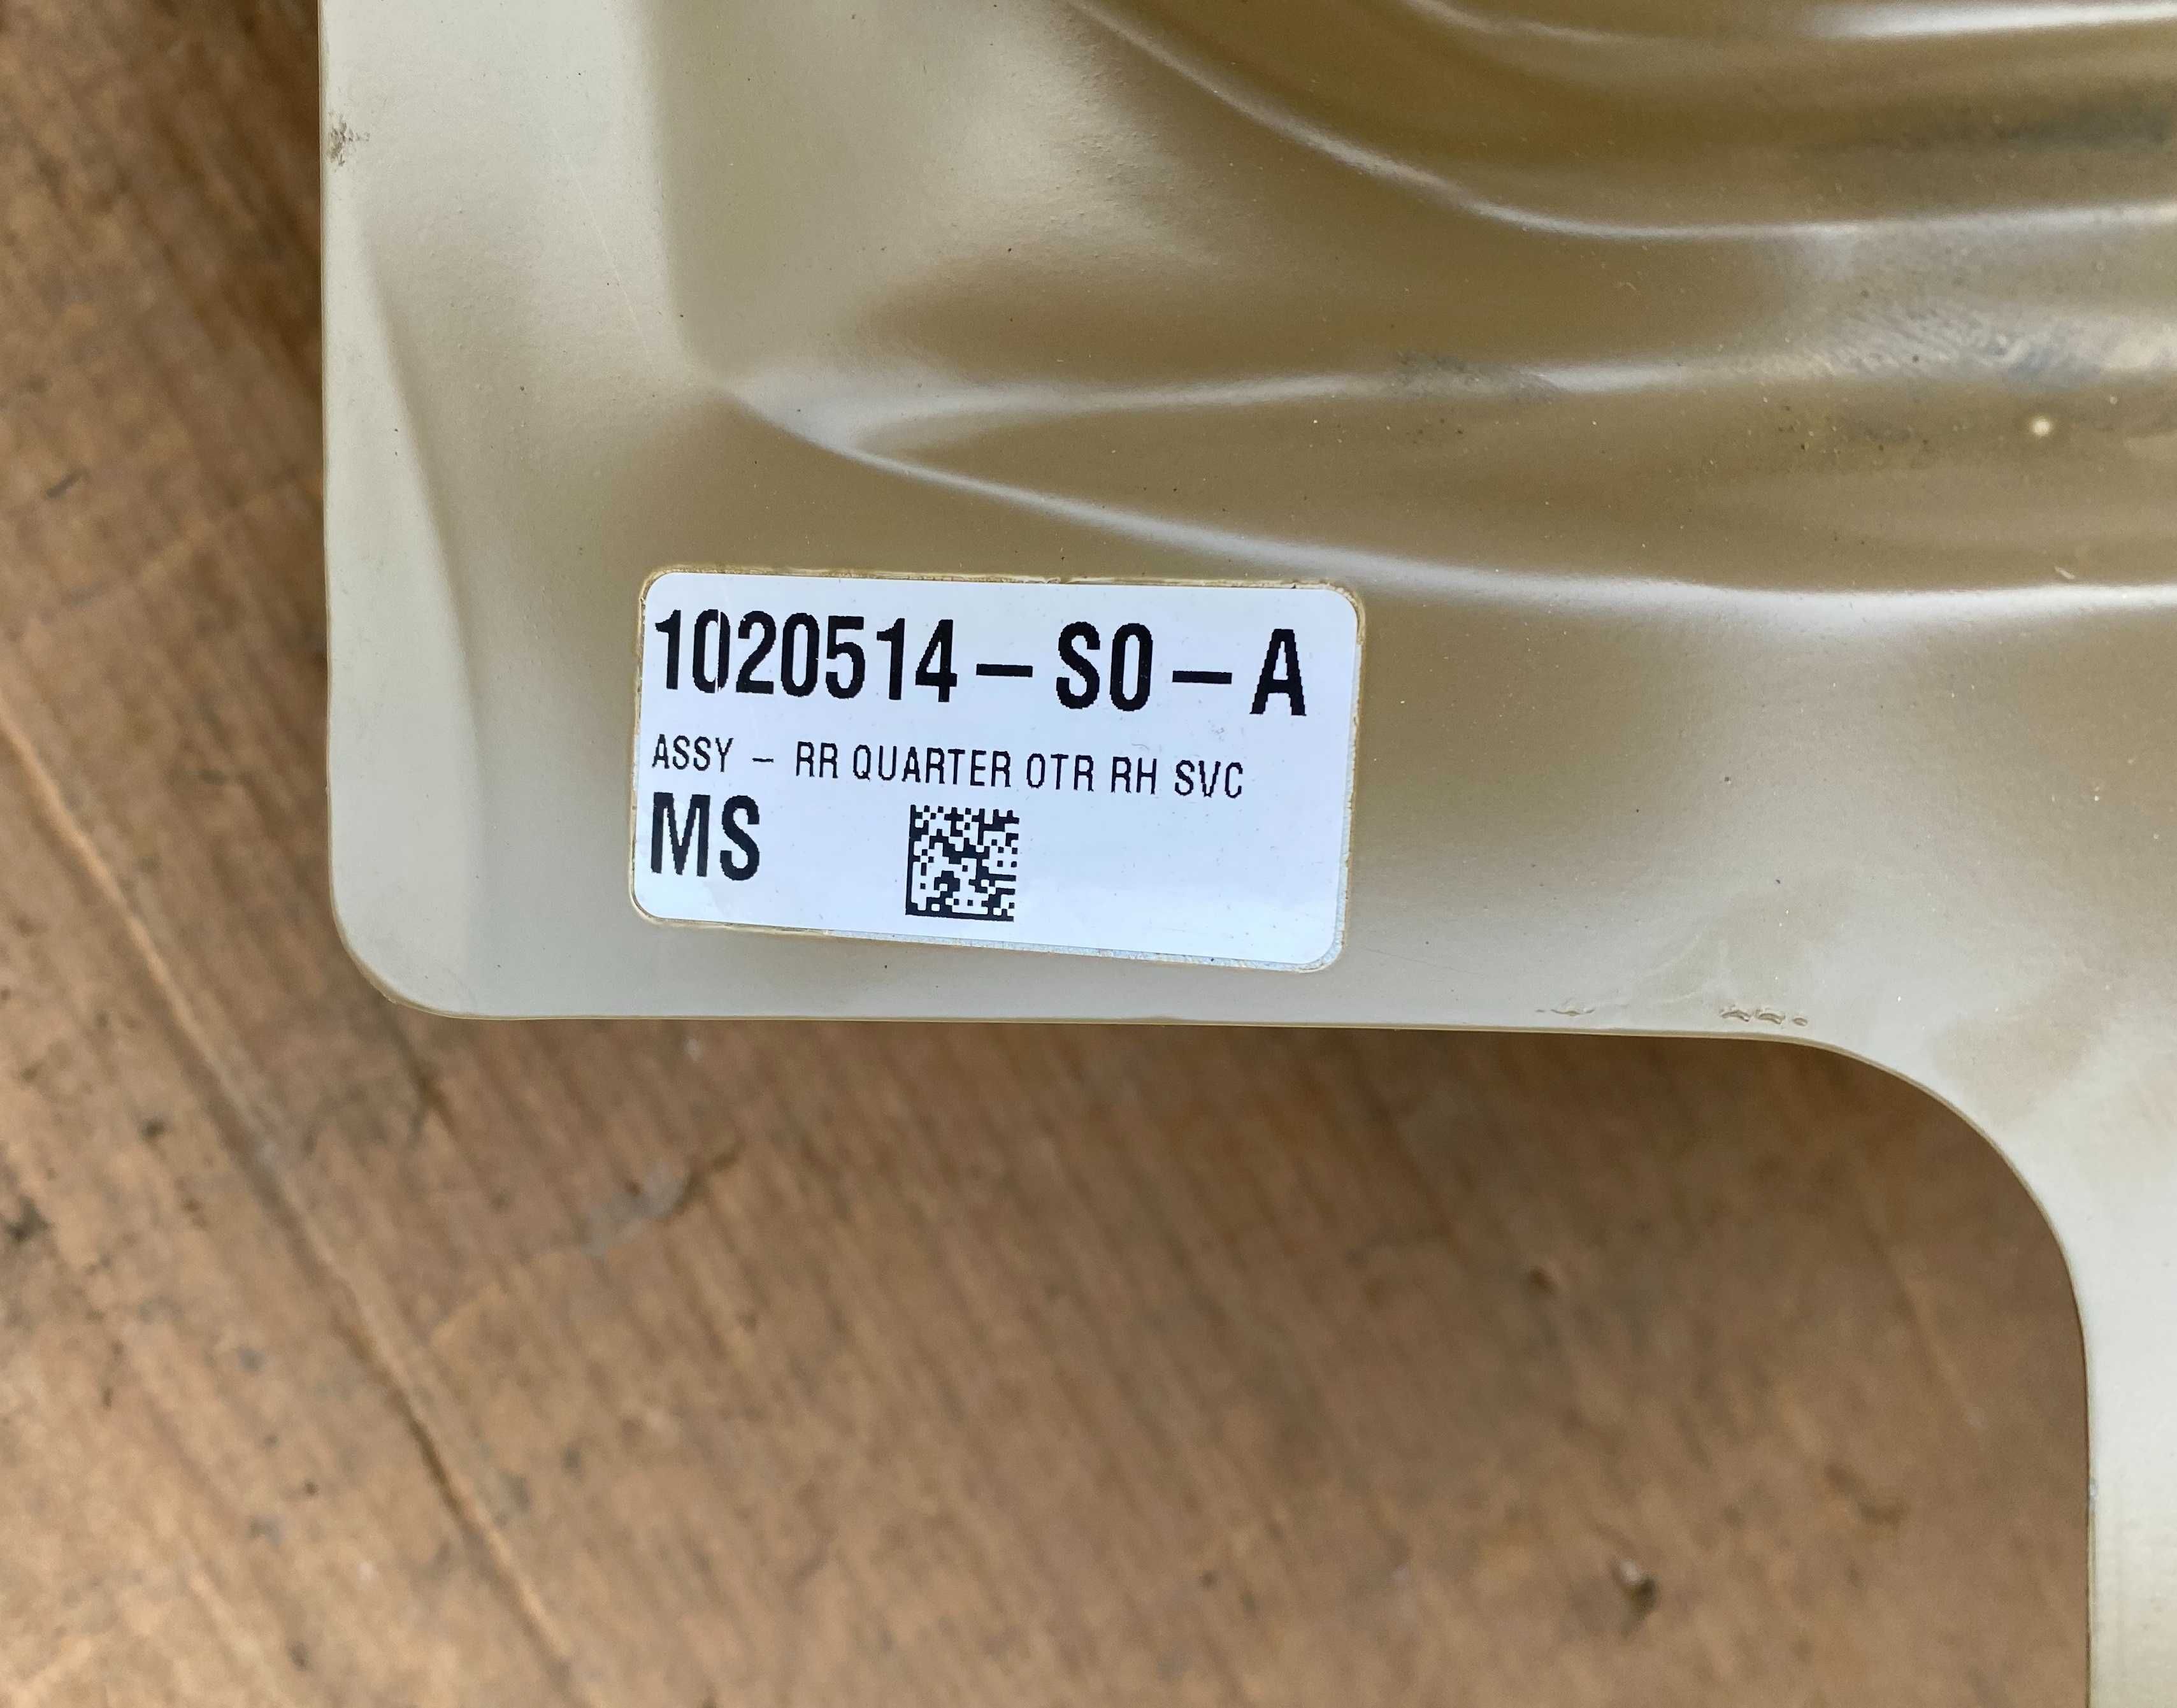 1020514-S0-A
ASSY - RR QUARTER OTR RH SVC
MS